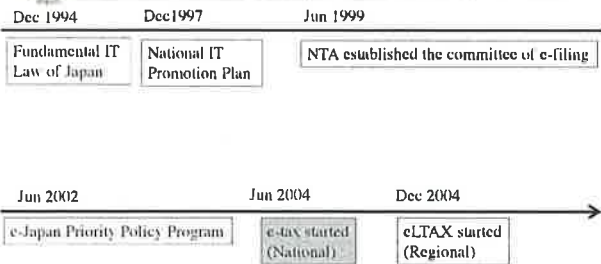 Dec 1994 Dec1997 Jun 1999
Fundamental IT National IT NTA established the committee of e-filing
Law of Japan Promotion Plan
Jun 2002 Jun 2004 Dec 2004
e-Japan Priority Policy Program e-tax started eLTAX started
(National) (Regional)